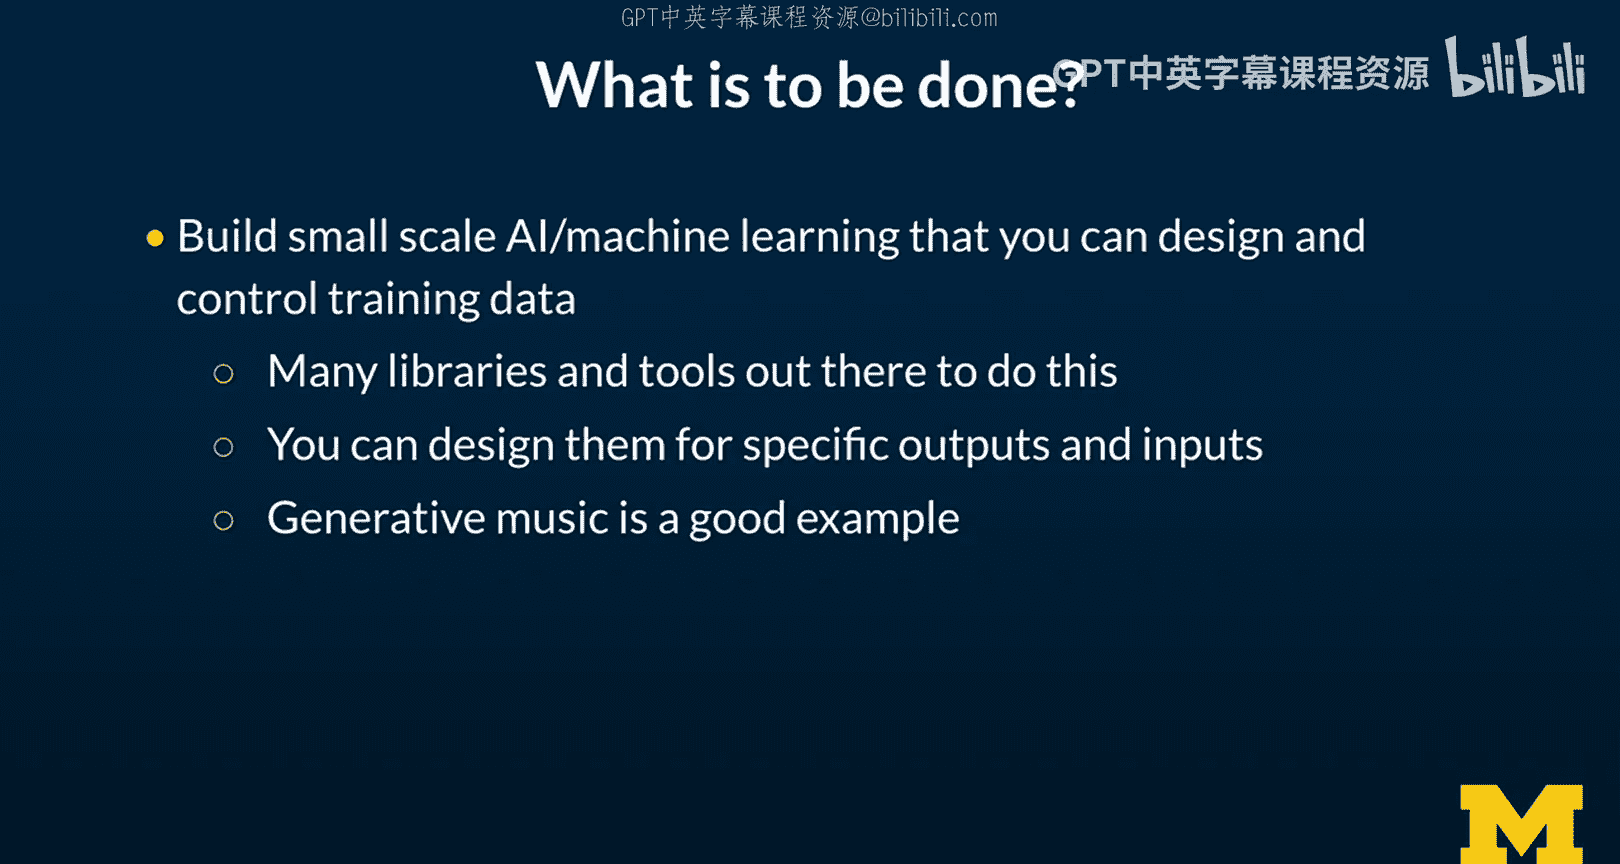 GPT中英字幕课程资源@bilibili.com
What is to be done?
GPT中英字幕课程资源 bilibili
• Build small scale AI/machine learning that you can design and
control training data
○ Many libraries and tools out there to do this
○ You can design them for specific outputs and inputs
○ Generative music is a good example
M